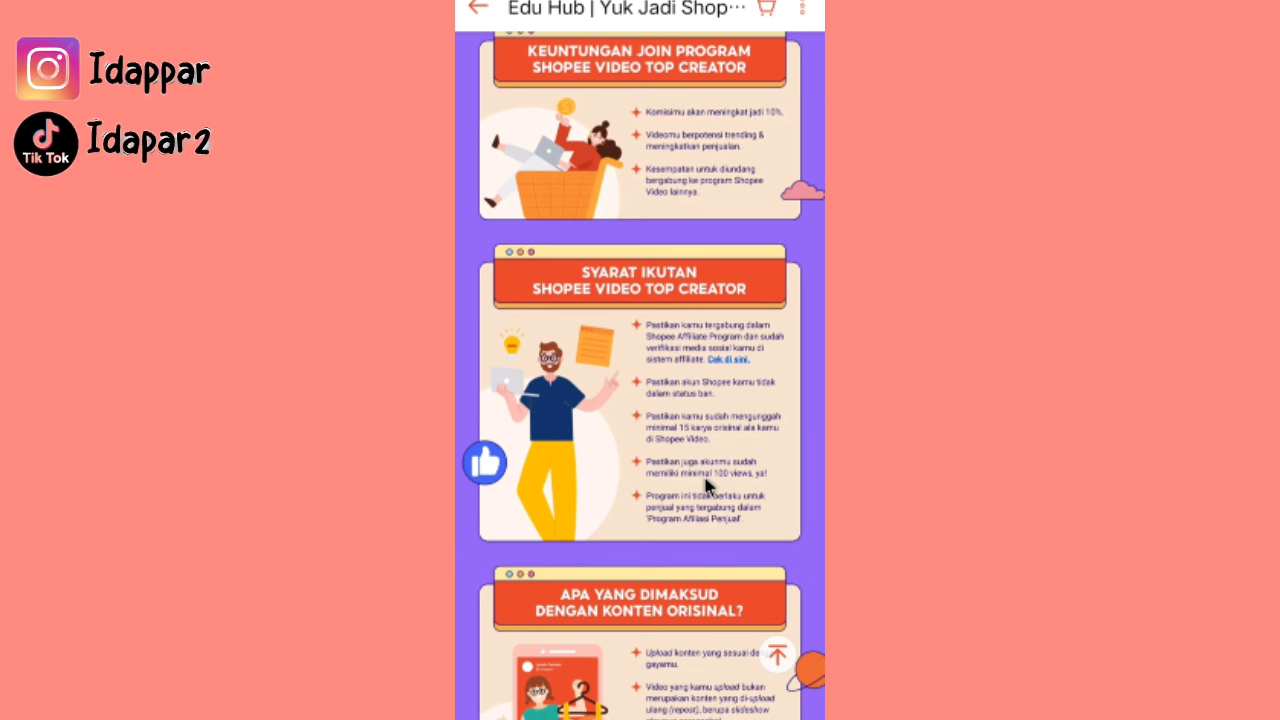 Idappar
Tik Tok
Idapar2
Edu Hub | Yuk Jadi Shop···
KEUNTUNGAN JOIN PROGRAM
SHOPEE VIDEO TOP CREATOR
Komisimu akan meningkat jadi 10%.
Videomu berpotensi trending &
meningkatkan penjualan.
Kesempatan untuk diundang
bergabung ke program Shopee
Video lainnya.
SYARAT IKUTAN
SHOPEE VIDEO TOP CREATOR
Pastikan kamu tergabung dalam
Shopee Affiliate Program dan sudah
verifikasi media sosial kamu di
sistem affiliate. Cek di sini.
Pastikan akun Shopee kamu tidak
dalam status ban.
Pastikan kamu sudah mengunggah
minimal 15 karya orisinal ala kamu
di Shopee Video.
Pastikan juga akunmu sudah
memiliki minimal 100 views, ya!
Program ini tidak berlaku untuk
penjual yang tergabung dalam
'Program Afiliasi Penjual'.
APA YANG DIMAKSUD
DENGAN KONTEN ORISINAL?
Upload konten yang sesuai de
gayamu.
Video yang kamu upload bukan
merupakan konten yang di-upload
ulang (repost), berupa slideshow